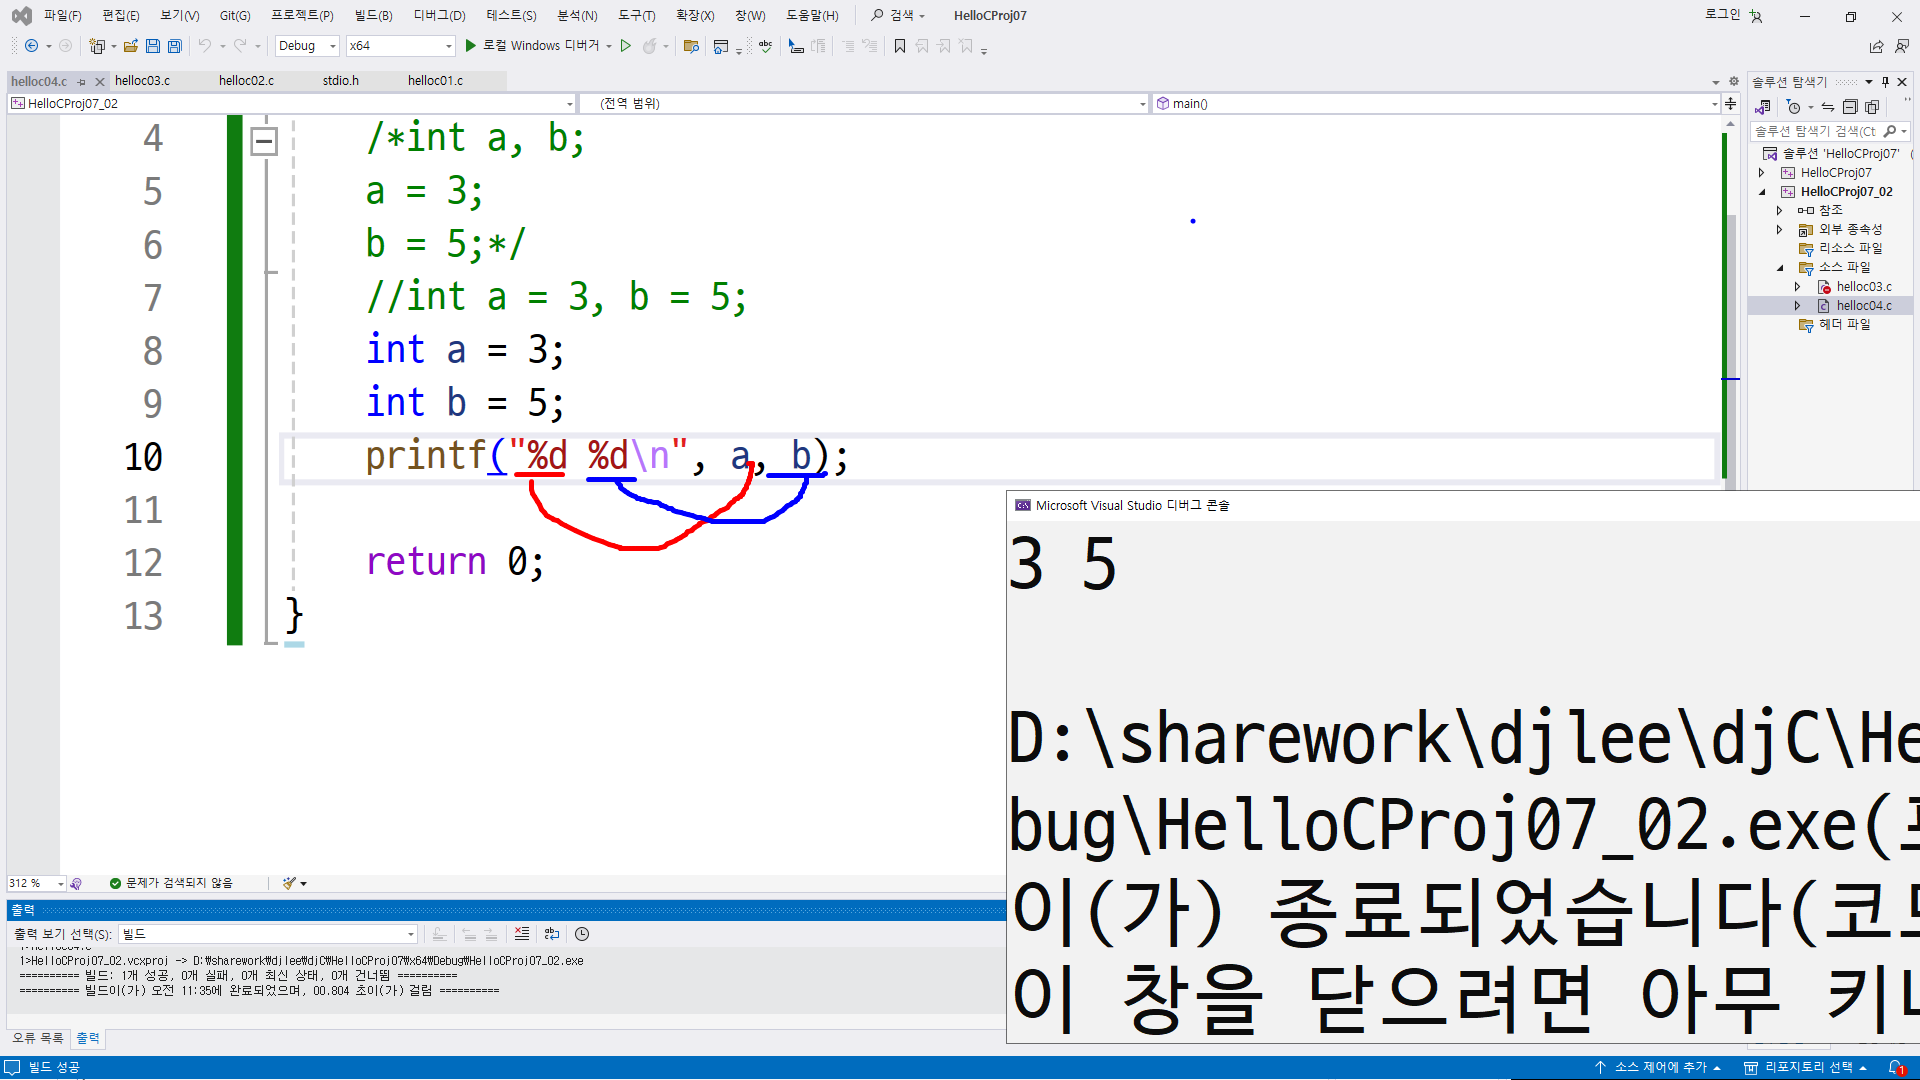 파일(F) 편집(E) 보기(V) Git(G) 프로젝트(P) 빌드(B) 디버그(D) 테스트(S) 분석(N) 도구(T) 확장(X) 창(W) 도움말(H) 검색 HelloCProj07 로그인
Debug x64 로컬 Windows 디버거
helloc04.c helloc03.c helloc02.c stdio.h helloc01.c
솔루션 탐색기
HelloCProj07_02 (전역 범위) main()
솔루션 탐색기 검색(Ct
솔루션 'HelloCProj07' (
HelloCProj07
HelloCProj07_02
참조
외부 종속성
리소스 파일
소스 파일
helloc03.c
helloc04.c
헤더 파일
4 /*int a, b;
5 a = 3;
6 b = 5;*/
7 //int a = 3, b = 5;
8 int a = 3;
9 int b = 5;
10 printf("%d %d\n", a, b);
11
12 return 0;
13 }
Microsoft Visual Studio 디버그 콘솔
3 5
D:\sharework\djlee\djC\He
bug\HelloCProj07_02.exe(
이(가) 종료되었습니다(코드
이 창을 닫으려면 아무 키나
312 % 문제가 검색되지 않음
출력
출력 보기 선택(S): 빌드
1>helloc04.c
1>HelloCProj07_02.vcxproj -> D:₩sharework₩djlee₩djC₩HelloCProj07₩x64₩Debug₩HelloCProj07_02.exe
========== 빌드: 1개 성공, 0개 실패, 0개 최신 상태, 0개 건너뜀 ==========
========== 빌드이(가) 오전 11:35에 완료되었으며, 00.804 초이(가) 걸림 ==========
오류 목록 출력
빌드 성공 소스 제어에 추가 리포지토리 선택 1